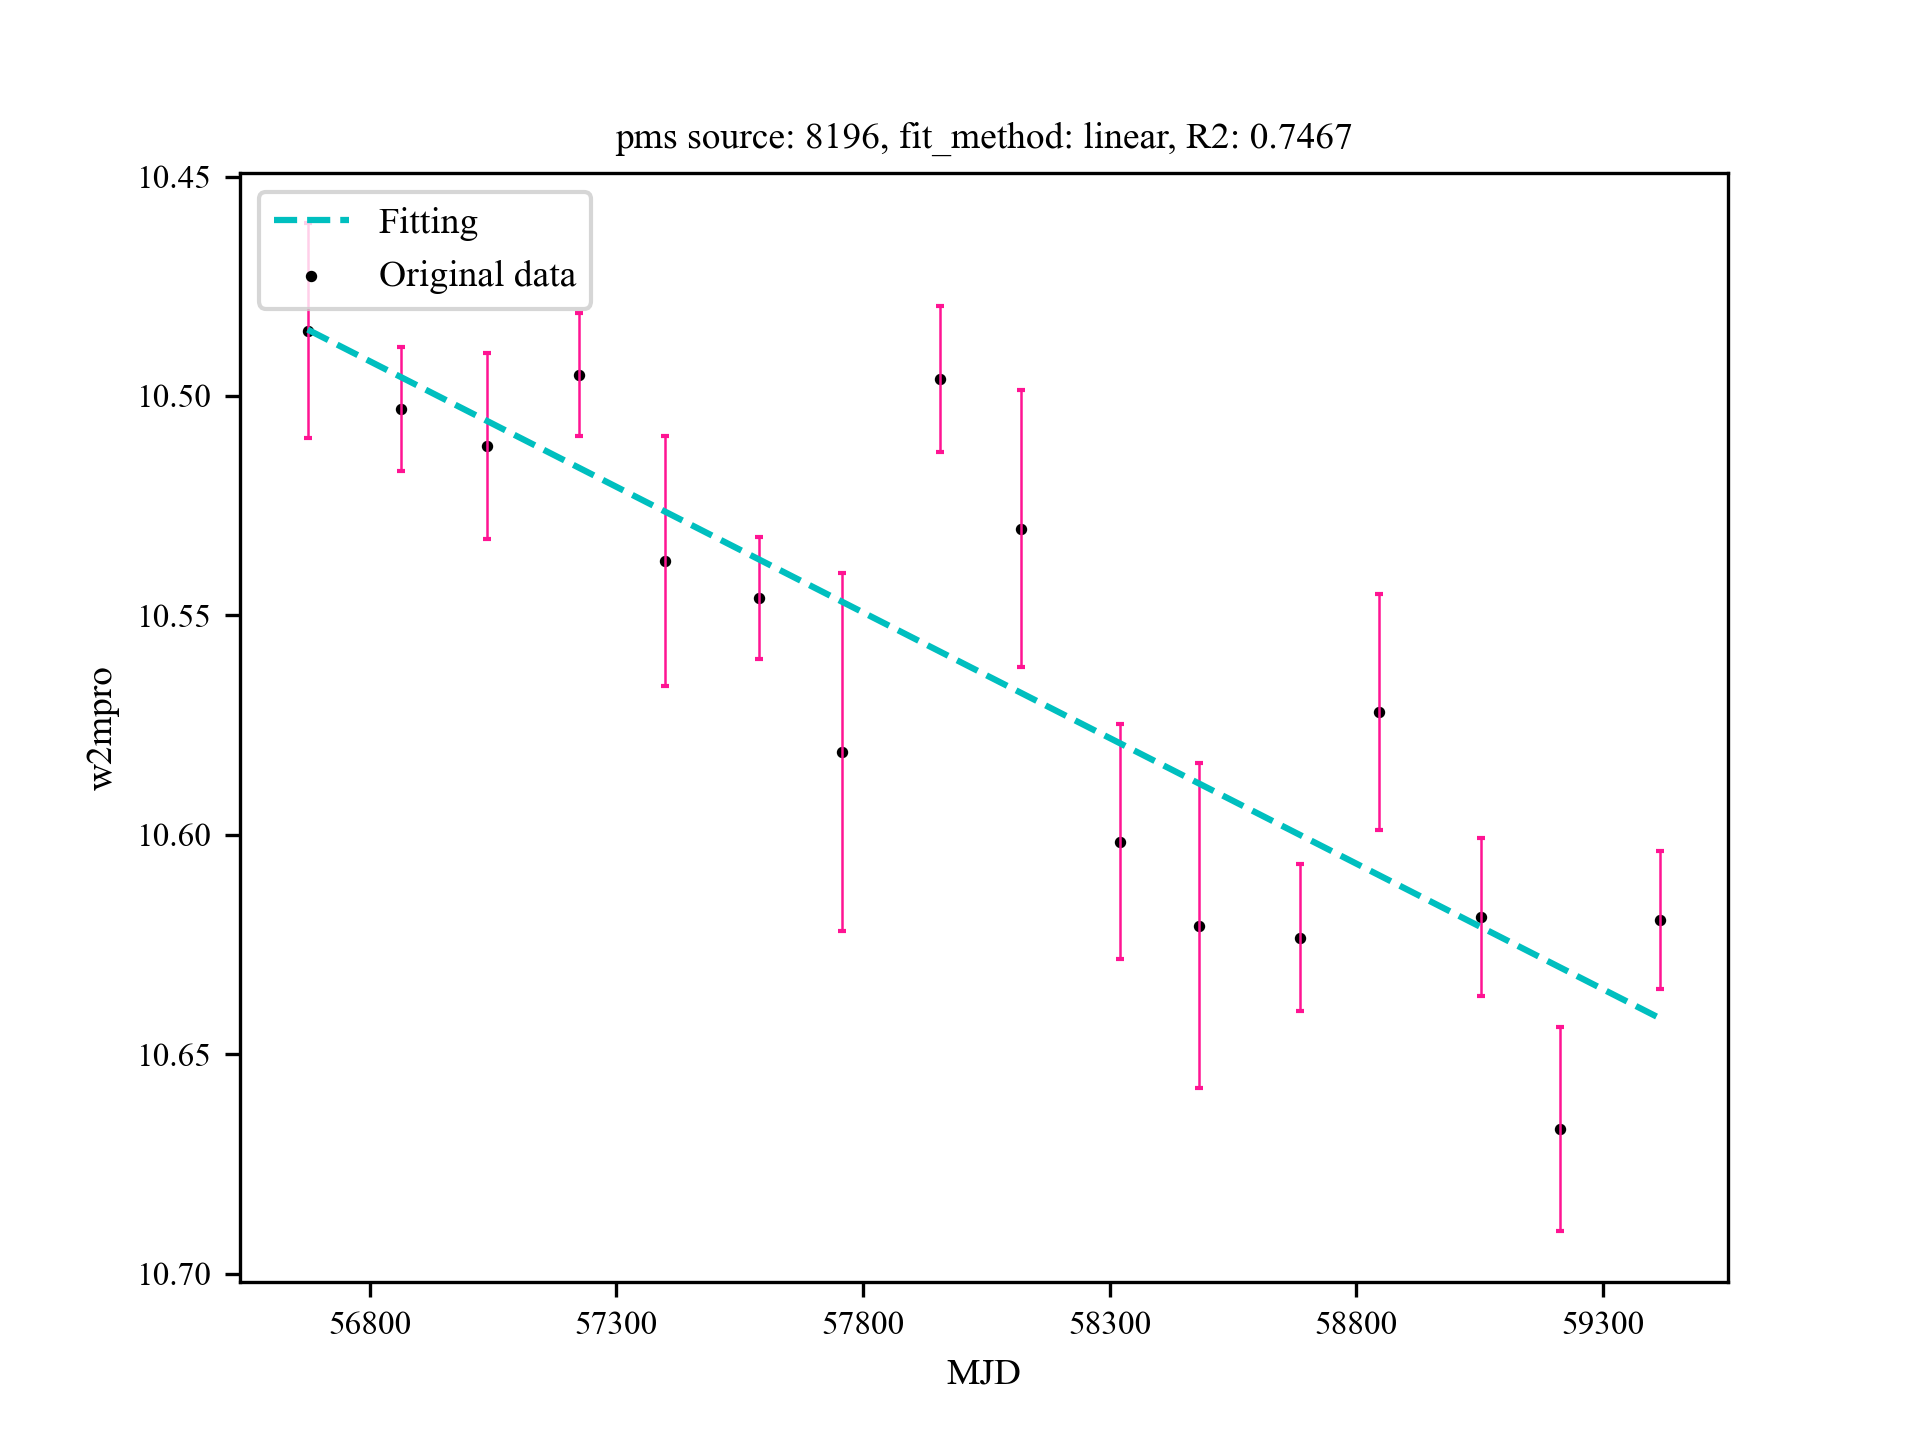 pms source: 8196, fit_method: linear, R2: 0.7467
10.45
Fitting
Original data
10.50
10.55
w2mpro
10.60
10.65
10.70
56800 57300 57800 58300 58800 59300
MJD